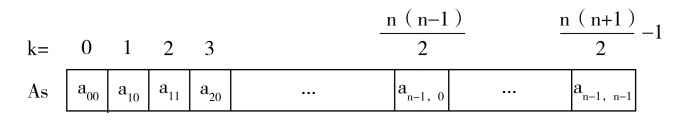 k= 0 1 2 3 n（n−1）/2 n（n+1）/2 −1
As a₀₀ a₁₀ a₁₁ a₂₀ ... aₙ₋₁, ₀ ... aₙ₋₁, ₙ₋₁